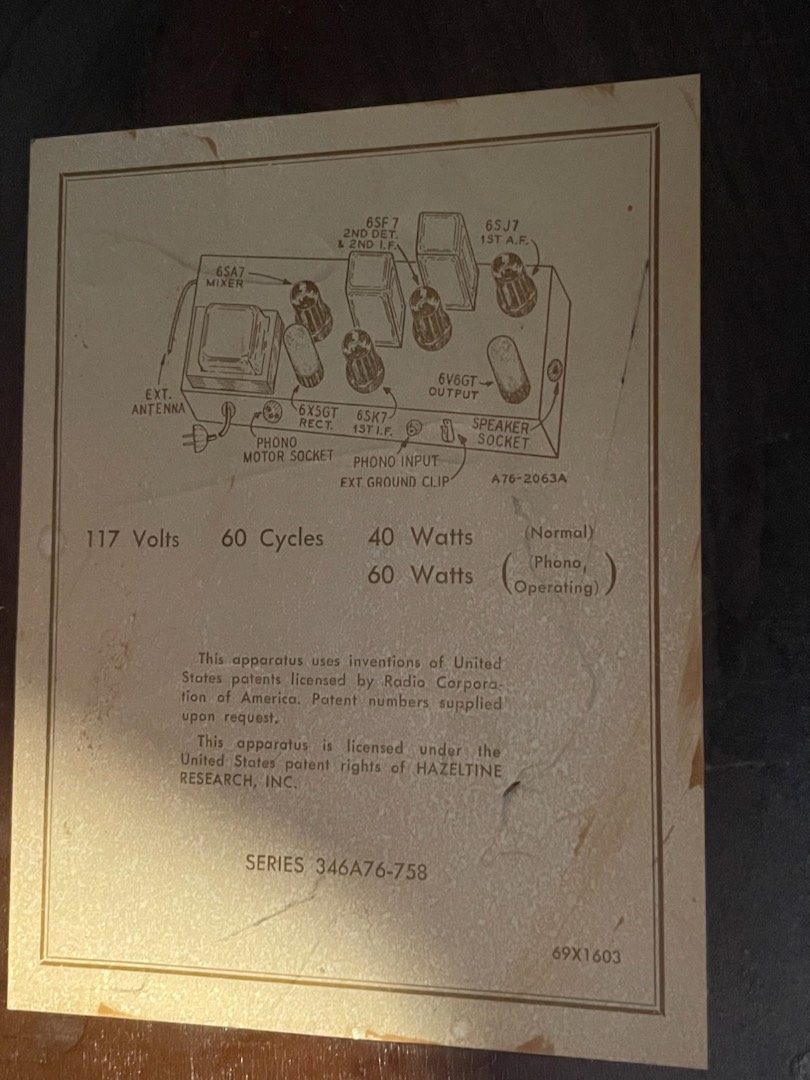 6SF7
2ND DET.
& 2ND I.F.
6SJ7
1ST A.F.
6SA7
MIXER
6V6GT
OUTPUT
EXT.
ANTENNA
6X5GT
RECT.
6SK7
1ST I.F.
SPEAKER
SOCKET
PHONO
MOTOR SOCKET
PHONO INPUT
EXT. GROUND CLIP
A76-2063A
117 Volts 60 Cycles 40 Watts (Normal)
60 Watts ( (Phono, Operating) )
This apparatus uses inventions of United
States patents licensed by Radio Corpora-
tion of America. Patent numbers supplied
upon request.
This apparatus is licensed under the
United States patent rights of HAZELTINE
RESEARCH, INC.
SERIES 346A76-758
69X1603